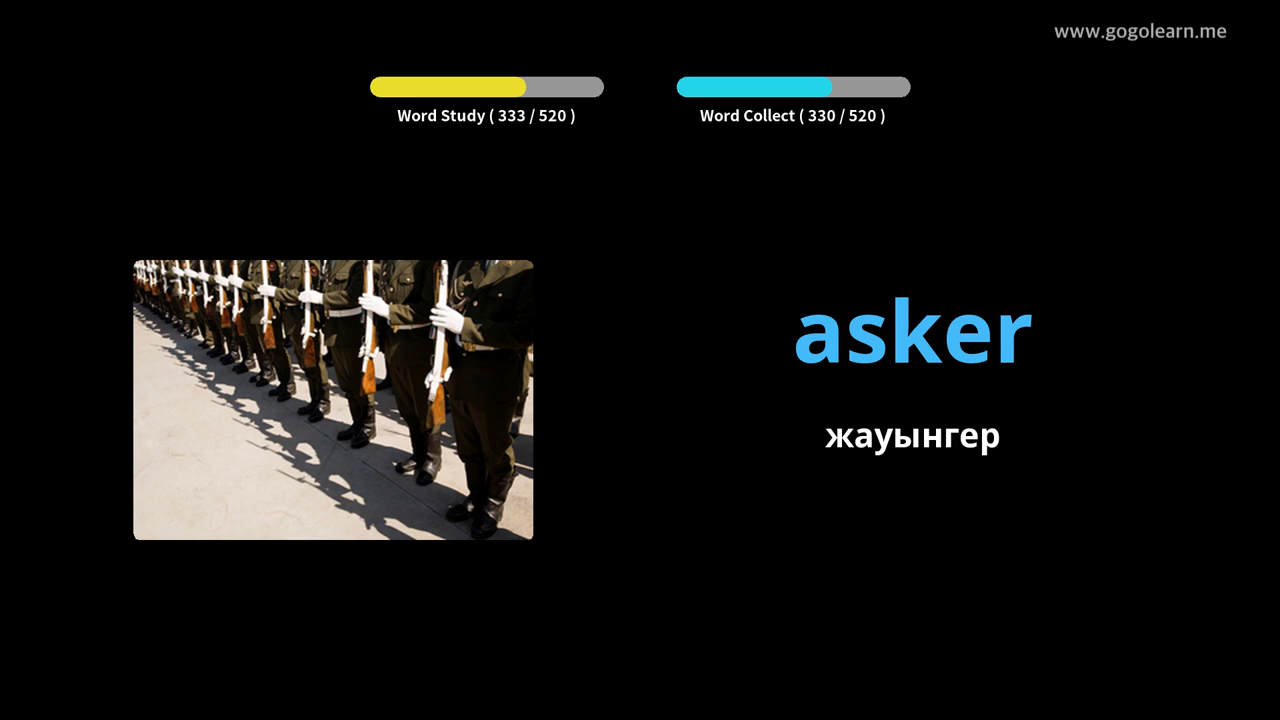 www.gogolearn.me
Word Study ( 333 / 520 )
Word Collect ( 330 / 520 )
asker
жауынгер